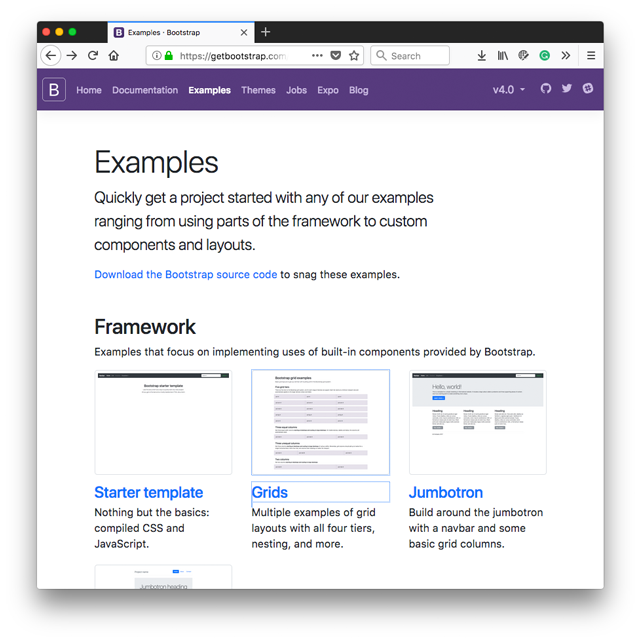 Examples · Bootstrap
https://getbootstrap.com
Search
B
Home Documentation Examples Themes Jobs Expo Blog v4.0
Examples
Quickly get a project started with any of our examples
ranging from using parts of the framework to custom
components and layouts.
Download the Bootstrap source code to snag these examples.
Framework
Examples that focus on implementing uses of built-in components provided by Bootstrap.
Bootstrap starter template
Bootstrap grid examples
Hello, world!
Heading Heading Heading
Starter template
Nothing but the basics:
compiled CSS and
JavaScript.
Grids
Multiple examples of grid
layouts with all four tiers,
nesting, and more.
Jumbotron
Build around the jumbotron
with a navbar and some
basic grid columns.
Jumbotron heading